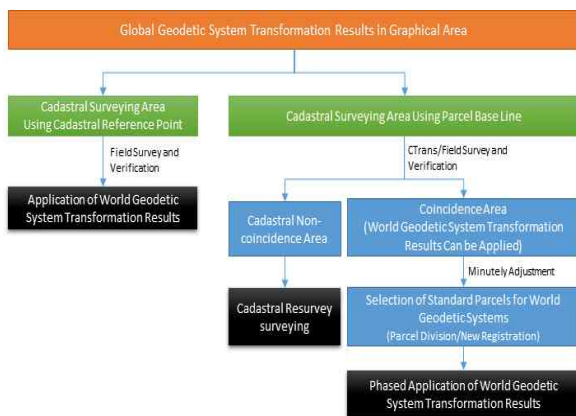 Global Geodetic System Transformation Results in Graphical Area
Cadastral Surveying Area
Using Cadastral Reference Point
Cadastral Surveying Area Using Parcel Base Line
Field Survey and
Verification
CTrans/Field Survey and
Verification
Application of World Geodetic
System Transformation Results
Cadastral Non-
coincidence Area
Coincidence Area
(World Geodetic System Transformation
Results Can be Applied)
Minutely Adjustment
Cadastral Resurvey
surveying
Selection of Standard Parcels for World
Geodetic Systems
(Parcel Division/New Registration)
Phased Application of World Geodetic
System Transformation Results